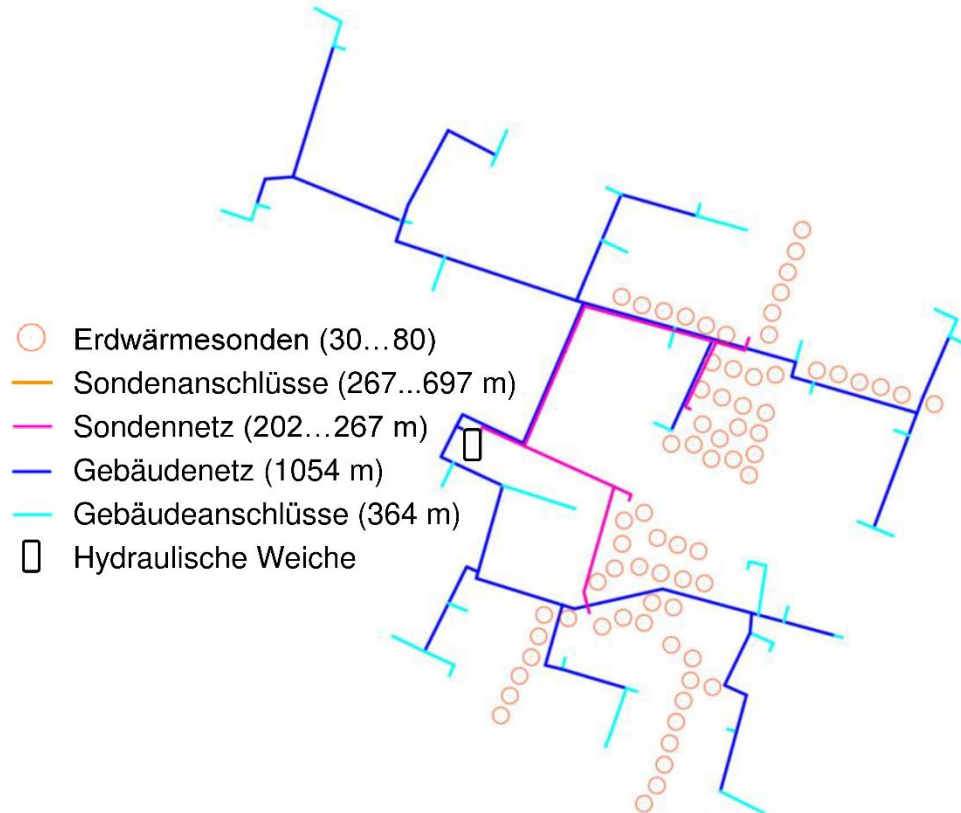 Erdwärmesonden (30…80)
Sondenanschlüsse (267...697 m)
Sondennetz (202…267 m)
Gebäudenetz (1054 m)
Gebäudeanschlüsse (364 m)
Hydraulische Weiche